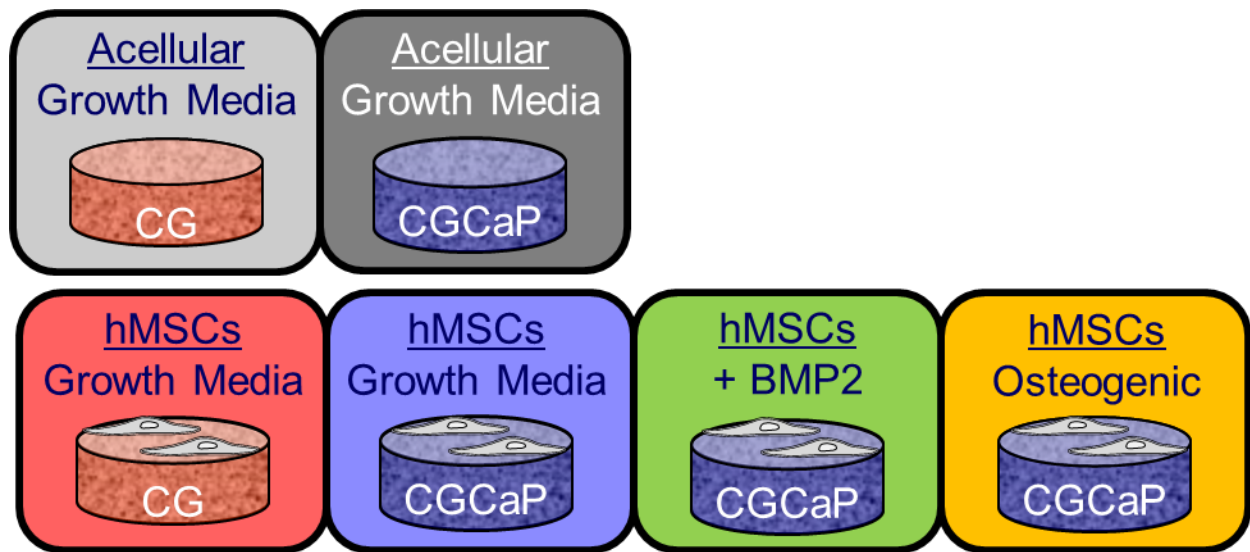 Acellular
Growth Media
CG
Acellular
Growth Media
CGCaP
hMSCs
Growth Media
CG
hMSCs
Growth Media
CGCaP
hMSCs
+ BMP2
CGCaP
hMSCs
Osteogenic
CGCaP